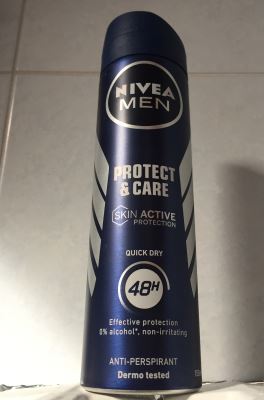 NIVEA
MEN
PROTECT
& CARE
SKIN ACTIVE
PROTECTION
QUICK DRY
48H
Effective protection
0% alcohol*, non-irritating
ANTI-PERSPIRANT
Dermo tested